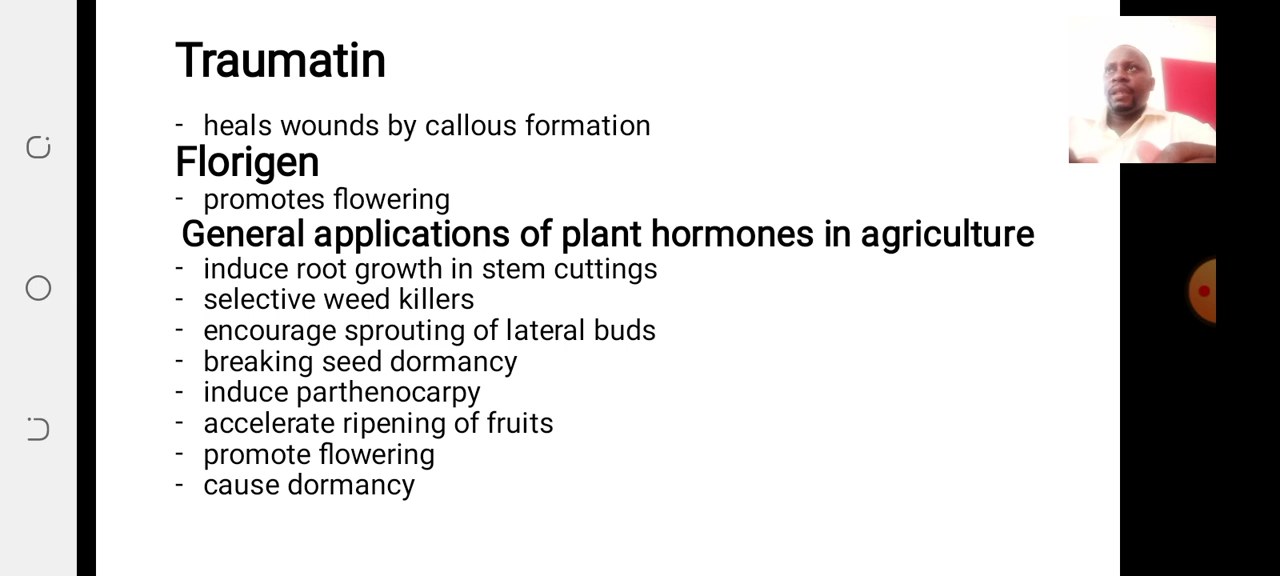 Traumatin
- heals wounds by callous formation
Florigen
- promotes flowering
General applications of plant hormones in agriculture
- induce root growth in stem cuttings
- selective weed killers
- encourage sprouting of lateral buds
- breaking seed dormancy
- induce parthenocarpy
- accelerate ripening of fruits
- promote flowering
- cause dormancy